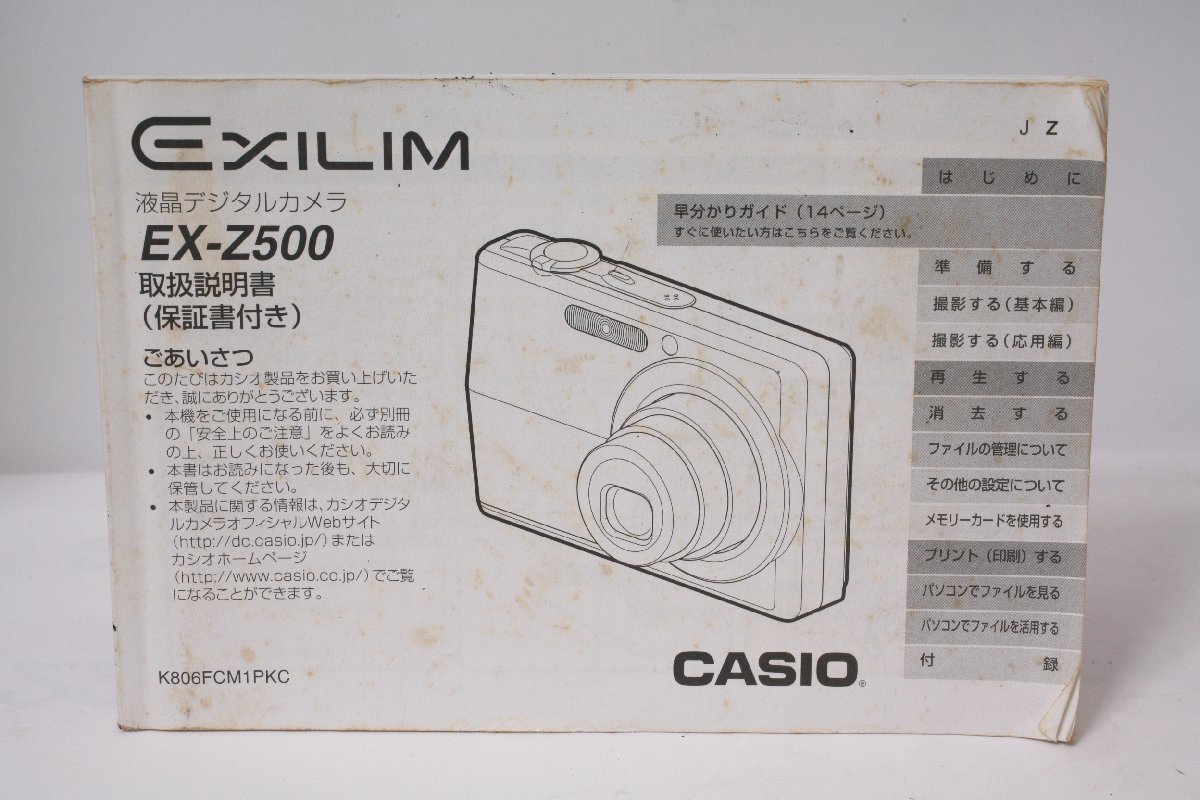 EXILIM
液晶デジタルカメラ
EX-Z500
取扱説明書
（保証書付き）
ごあいさつ
このたびはカシオ製品をお買い上げいた
だき、誠にありがとうございます。
• 本機をご使用になる前に、必ず別冊
の「安全上のご注意」をよくお読み
の上、正しくお使いください。
• 本書はお読みになった後も、大切に
保管してください。
• 本製品に関する情報は、カシオデジタ
ルカメラオフィシャルWebサイト
（http://dc.casio.jp/）または
カシオホームページ
（http://www.casio.co.jp/）でご覧
になることができます。
K806FCM1PKC
J Z
はじめに
早分かりガイド（14ページ）
すぐに使いたい方はこちらをご覧ください。
準備する
撮影する（基本編）
撮影する（応用編）
再生する
消去する
ファイルの管理について
その他の設定について
メモリーカードを使用する
プリント（印刷）する
パソコンでファイルを見る
パソコンでファイルを活用する
付録
CASIO®